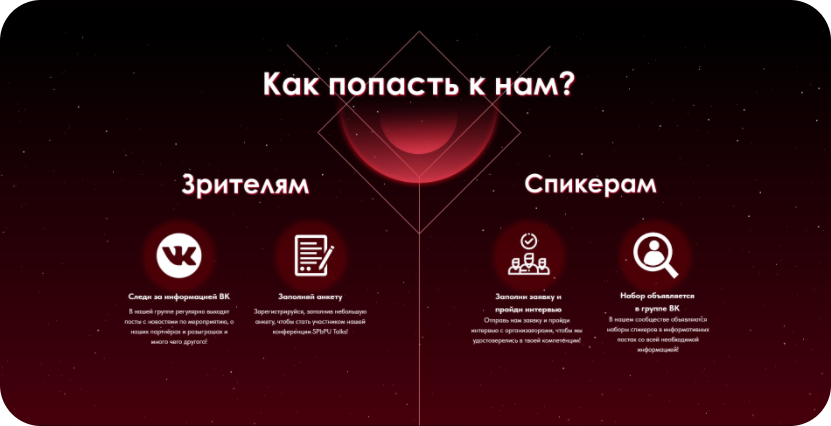 Как попасть к нам?
Зрителям
Следи за информацией ВК
В нашей группе регулярно выходят
посты с новостями по мероприятию, о
наших партнёрах и розыгрышах и
много чего другого!
Заполняй анкету
Зарегистрируйся, заполнив небольшую
анкету, чтобы стать участником нашей
конференции SPbPU Talks!
Спикерам
Заполни заявку и
пройди интервью
Отправь нам заявку и пройди
интервью с организаторами, чтобы мы
удостоверились в твоей компетенции!
Набор объявляется
в группе ВК
В нашем сообществе объявляются
наборы спикеров в информативных
постах со всей необходимой
информацией!